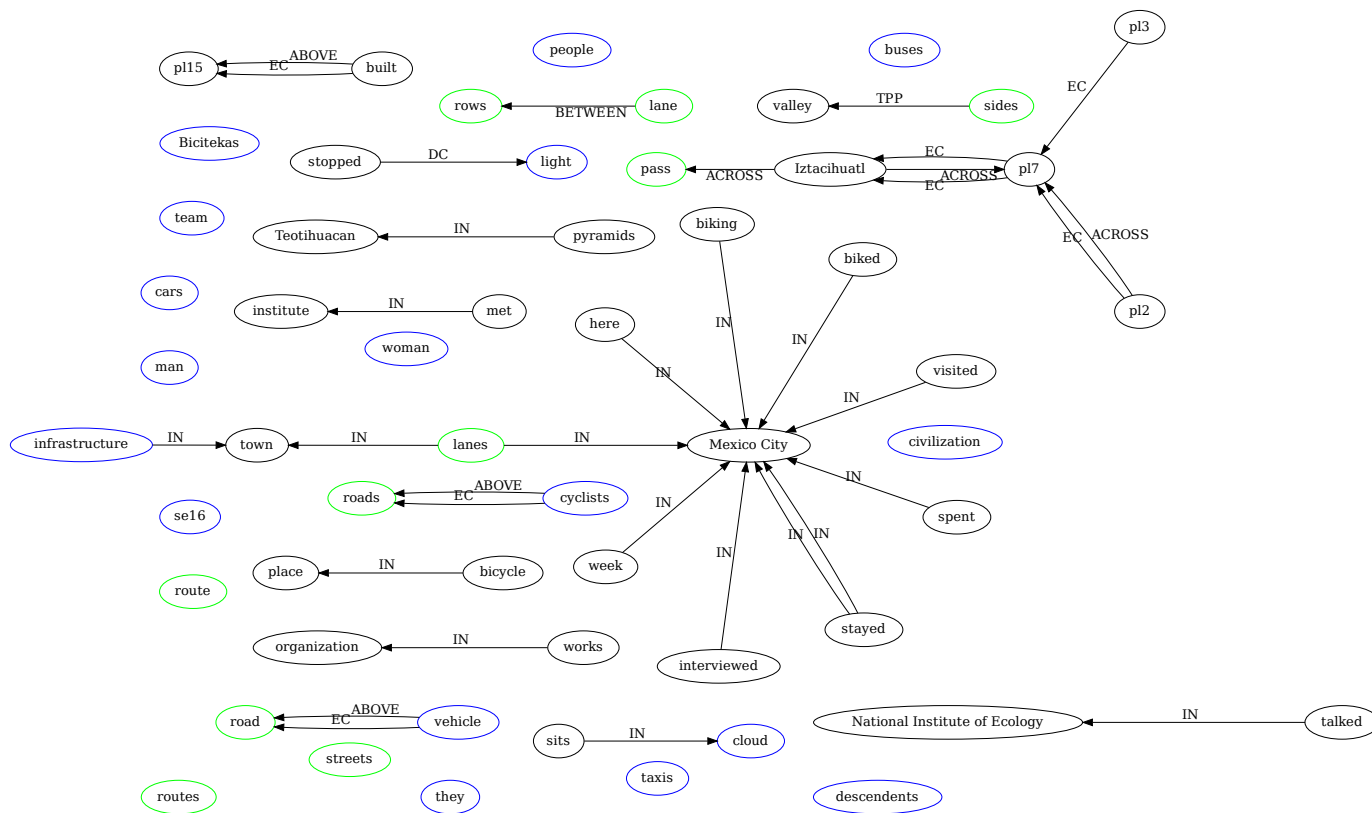 pl3
people
buses
pl15
ABOVE
EC
built
EC
rows
BETWEEN
lane
valley
TPP
sides
Bicitekas
stopped
DC
light
pass
ACROSS
Iztacihuatl
EC
ACROSS
EC
pl7
team
Teotihuacan
IN
pyramids
biking
EC
ACROSS
biked
cars
institute
IN
met
here
IN
IN
pl2
woman
man
IN
IN
visited
infrastructure
IN
town
IN
lanes
IN
Mexico City
civilization
roads
ABOVE
EC
cyclists
IN
se16
IN
IN
IN
spent
place
IN
bicycle
week
IN
route
stayed
organization
IN
works
interviewed
road
ABOVE
EC
vehicle
National Institute of Ecology
IN
talked
sits
IN
cloud
streets
taxis
routes
they
descendents